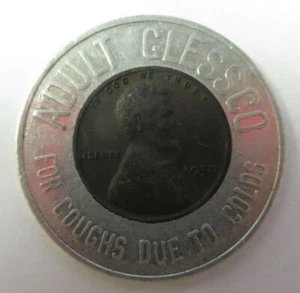 ADULT GLESSCO
FOR COUGHS DUE TO COLDS
IN GOD WE TRUST
LIBERTY